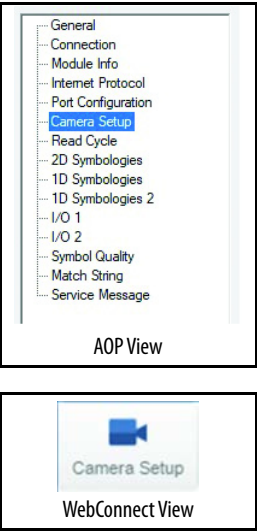 General
Connection
Module Info
Internet Protocol
Port Configuration
Camera Setup
Read Cycle
2D Symbologies
1D Symbologies
1D Symbologies 2
I/O 1
I/O 2
Symbol Quality
Match String
Service Message
AOP View
Camera Setup
WebConnect View